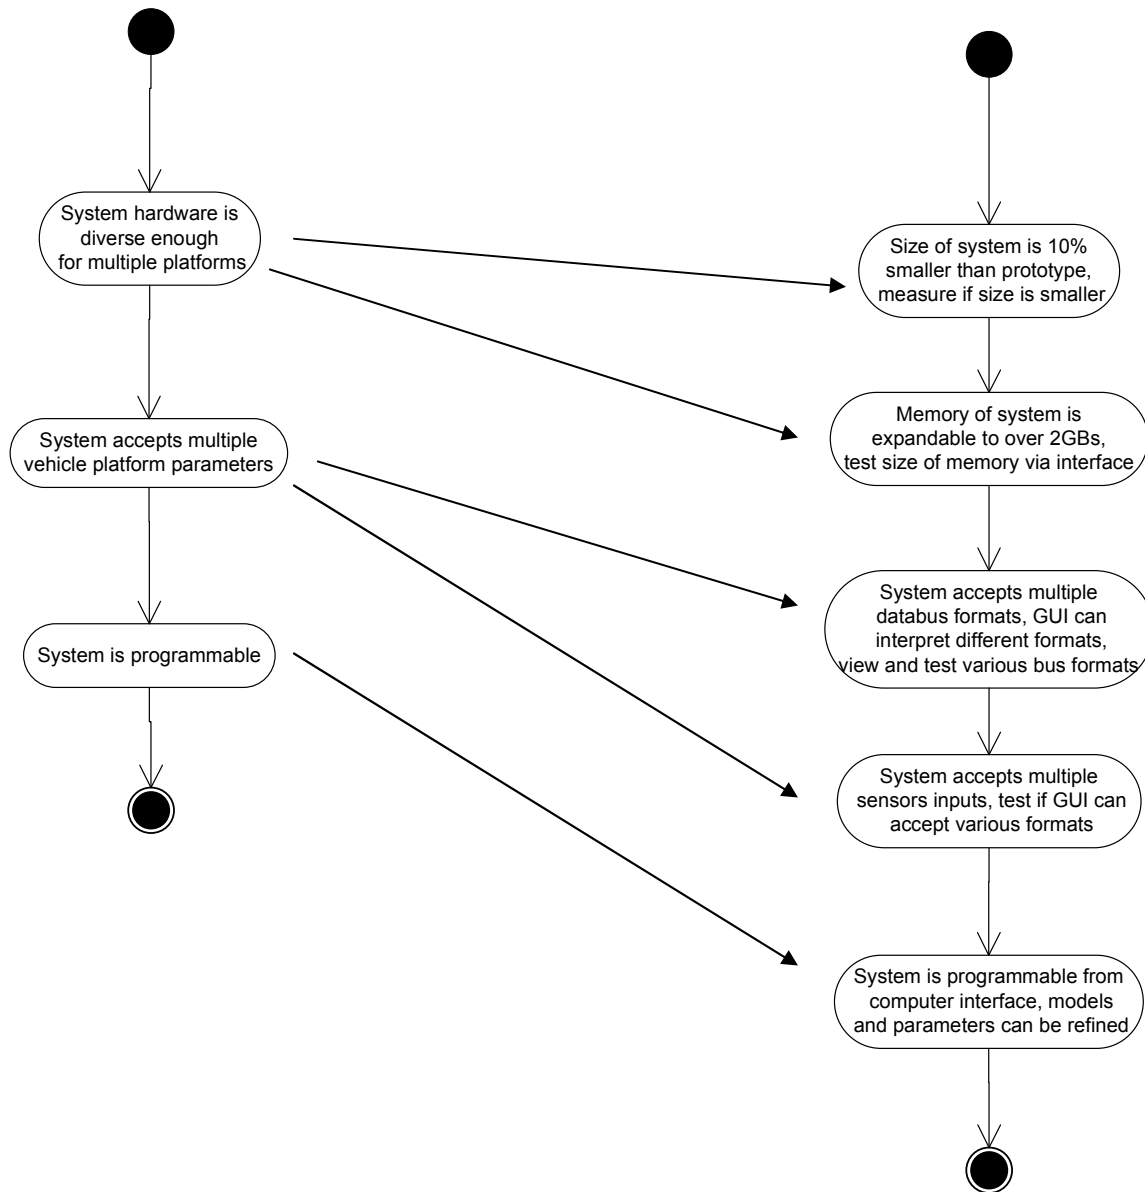 System hardware is
diverse enough
for multiple platforms
System accepts multiple
vehicle platform parameters
System is programmable
Size of system is 10%
smaller than prototype,
measure if size is smaller
Memory of system is
expandable to over 2GBs,
test size of memory via interface
System accepts multiple
databus formats, GUI can
interpret different formats,
view and test various bus formats
System accepts multiple
sensors inputs, test if GUI can
accept various formats
System is programmable from
computer interface, models
and parameters can be refined